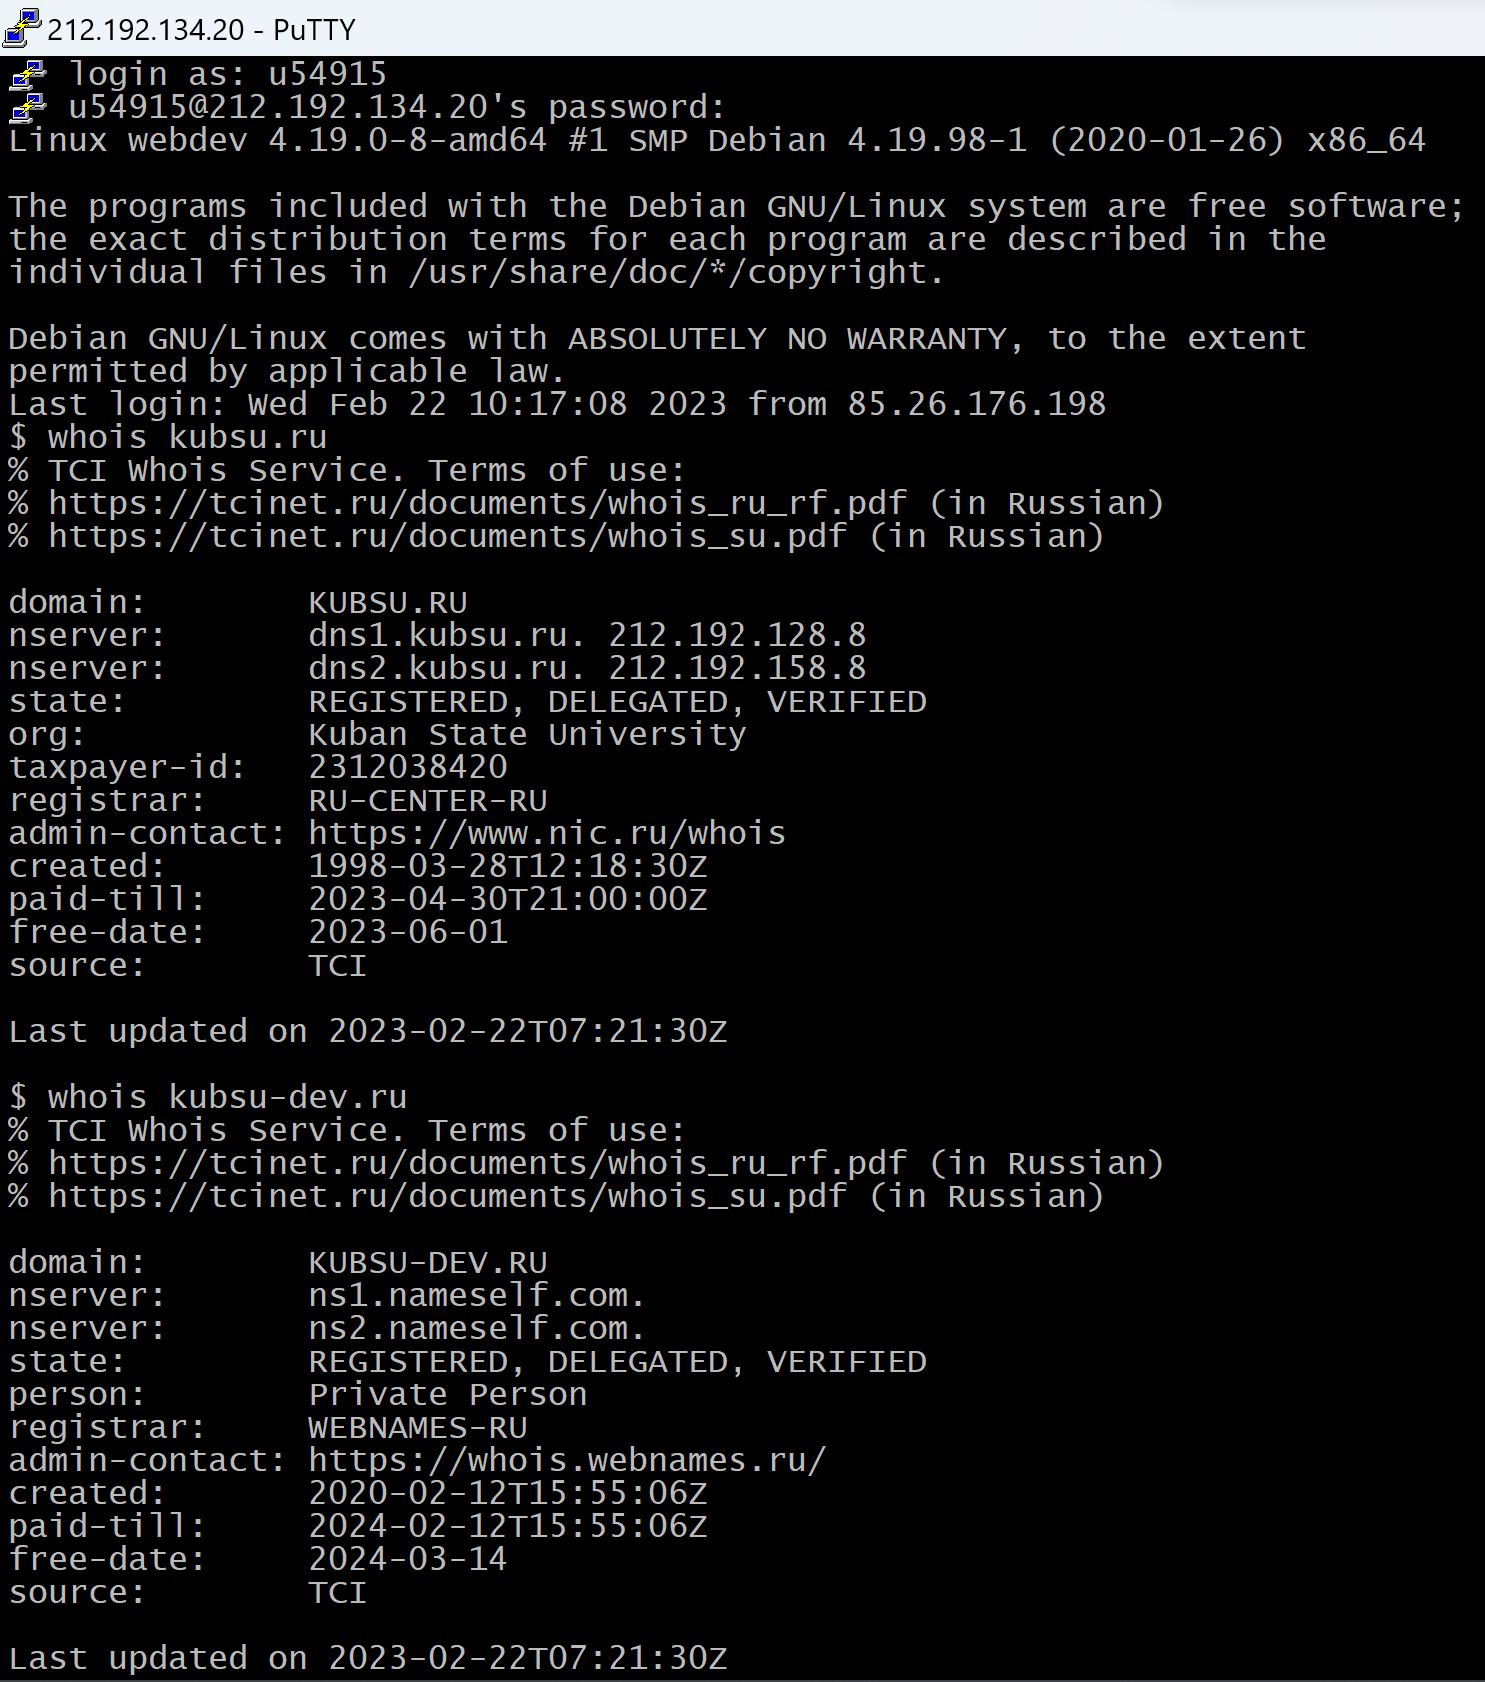 212.192.134.20 - PuTTY
login as: u54915
u54915@212.192.134.20's password:
Linux webdev 4.19.0-8-amd64 #1 SMP Debian 4.19.98-1 (2020-01-26) x86_64
The programs included with the Debian GNU/Linux system are free software;
the exact distribution terms for each program are described in the
individual files in /usr/share/doc/*/copyright.
Debian GNU/Linux comes with ABSOLUTELY NO WARRANTY, to the extent
permitted by applicable law.
Last login: Wed Feb 22 10:17:08 2023 from 85.26.176.198
$ whois kubsu.ru
% TCI Whois Service. Terms of use:
% https://tcinet.ru/documents/whois_ru_rf.pdf (in Russian)
% https://tcinet.ru/documents/whois_su.pdf (in Russian)
domain:        KUBSU.RU
nserver:       dns1.kubsu.ru. 212.192.128.8
nserver:       dns2.kubsu.ru. 212.192.158.8
state:         REGISTERED, DELEGATED, VERIFIED
org:           Kuban State University
taxpayer-id:   2312038420
registrar:     RU-CENTER-RU
admin-contact: https://www.nic.ru/whois
created:       1998-03-28T12:18:30Z
paid-till:     2023-04-30T21:00:00Z
free-date:     2023-06-01
source:        TCI
Last updated on 2023-02-22T07:21:30Z
$ whois kubsu-dev.ru
% TCI Whois Service. Terms of use:
% https://tcinet.ru/documents/whois_ru_rf.pdf (in Russian)
% https://tcinet.ru/documents/whois_su.pdf (in Russian)
domain:        KUBSU-DEV.RU
nserver:       ns1.nameself.com.
nserver:       ns2.nameself.com.
state:         REGISTERED, DELEGATED, VERIFIED
person:        Private Person
registrar:     WEBNAMES-RU
admin-contact: https://whois.webnames.ru/
created:       2020-02-12T15:55:06Z
paid-till:     2024-02-12T15:55:06Z
free-date:     2024-03-14
source:        TCI
Last updated on 2023-02-22T07:21:30Z